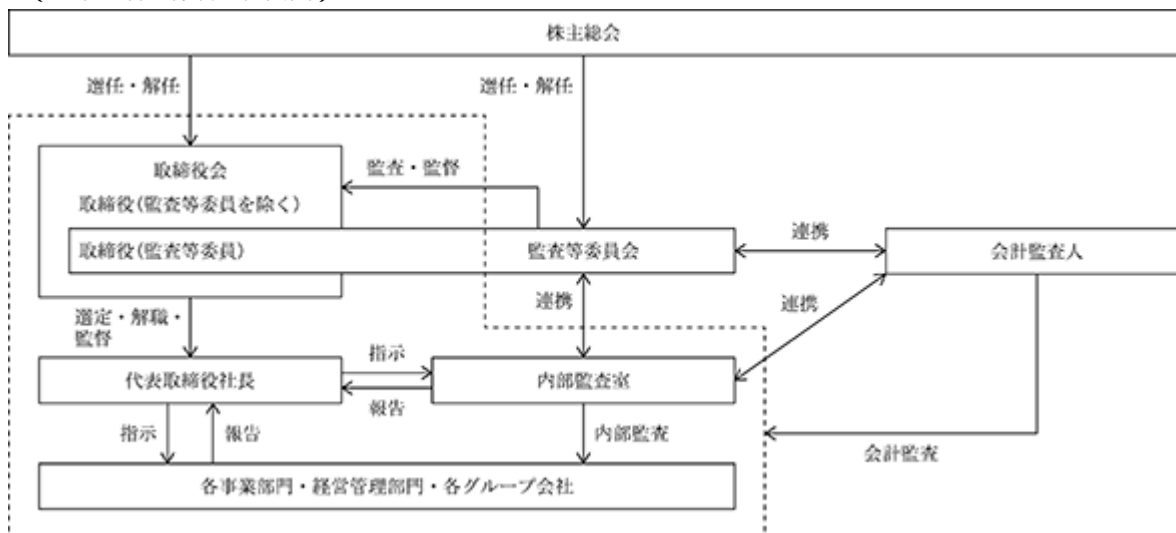 株主総会
選任・解任
選任・解任
取締役会
監査・監督
取締役(監査等委員を除く)
取締役(監査等委員)
監査等委員会
連携
会計監査人
連携
連携
選定・解職・
監督
指示
代表取締役社長
内部監査室
報告
指示
報告
内部監査
会計監査
各事業部門・経営管理部門・各グループ会社